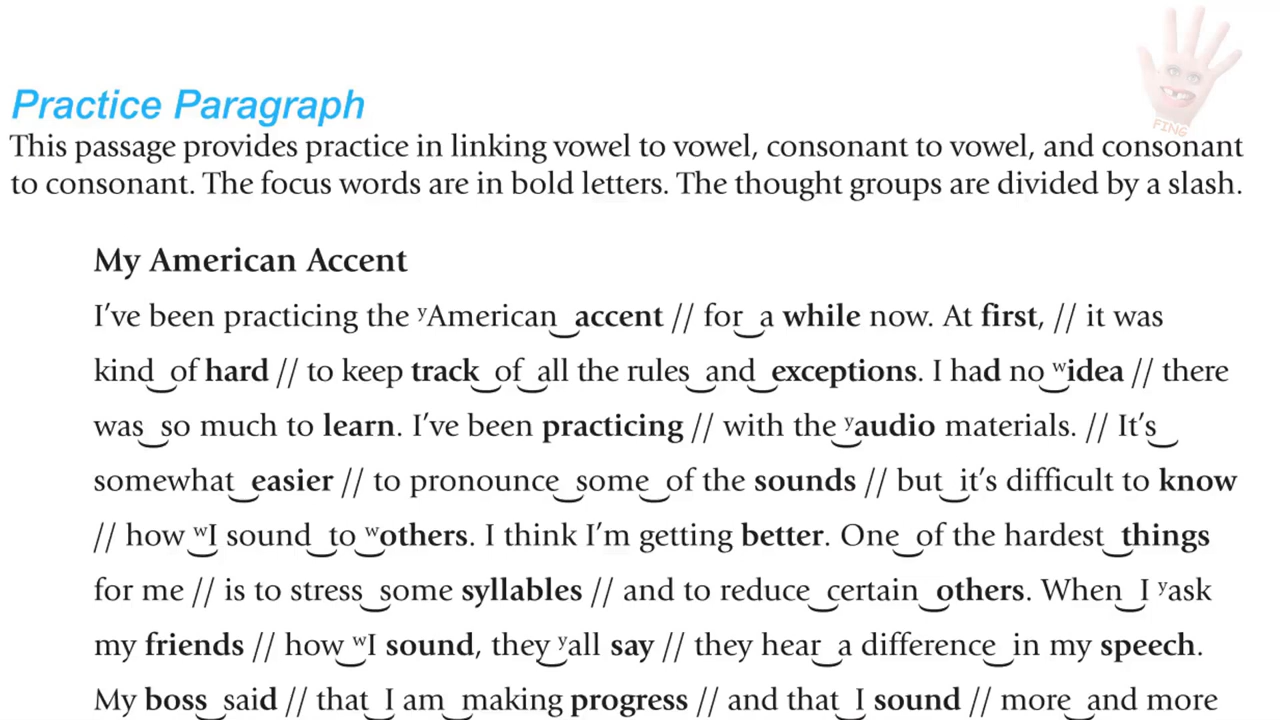 FING
Practice Paragraph
This passage provides practice in linking vowel to vowel, consonant to vowel, and consonant
to consonant. The focus words are in bold letters. The thought groups are divided by a slash.
My American Accent
I've been practicing the ʸAmerican‿accent // for‿a while now. At first, // it was
kind‿of hard // to keep track‿of‿all the rules‿and‿exceptions. I had no‿ʷidea // there
was‿so much to learn. I've been practicing // with the‿ʸaudio materials. // It's‿
somewhat‿easier // to pronounce‿some‿of the sounds // but‿it's difficult to know
// how‿ʷI sound‿to‿ʷothers. I think I'm getting better. One‿of the hardest‿things
for me // is to stress‿some syllables // and to reduce‿certain‿others. When‿I ʸask
my friends // how‿ʷI sound, they‿ʸall say // they hear‿a difference‿in my speech.
My boss‿said // that‿I am‿making progress // and that‿I sound // more‿and more